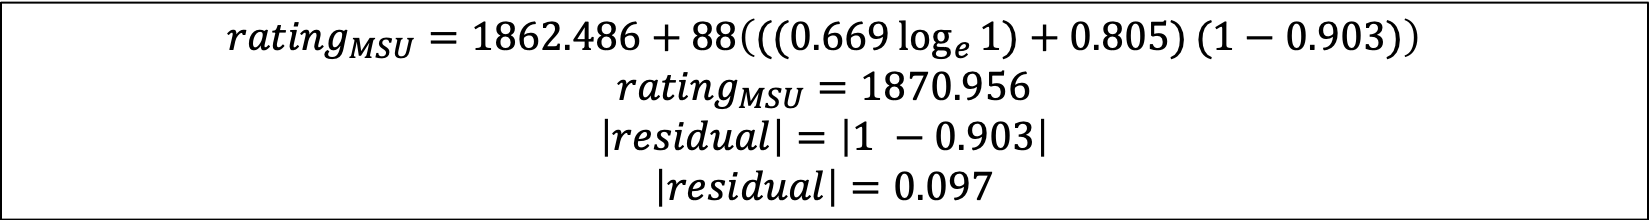 rating_MSU = 1862.486 + 88(((0.669 log_e 1) + 0.805) (1 − 0.903))
rating_MSU = 1870.956
|residual| = |1 − 0.903|
|residual| = 0.097